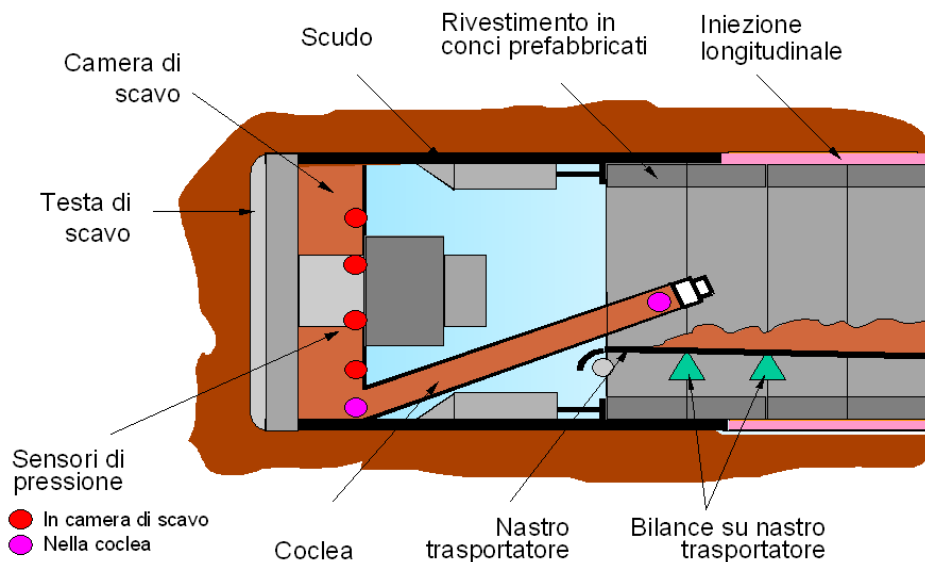 Camera di
scavo
Scudo
Rivestimento in
conci prefabbricati
Iniezione
longitudinale
Testa di
scavo
Sensori di
pressione
In camera di scavo
Nella coclea
Coclea
Nastro
trasportatore
Bilance su nastro
trasportatore